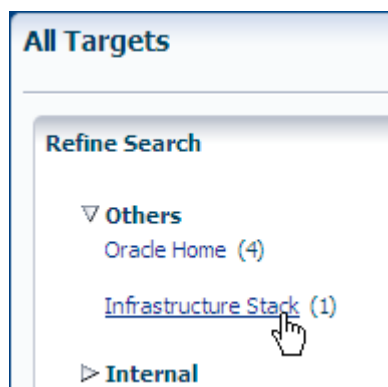 All Targets
Refine Search
Others
Oracle Home (4)
Infrastructure Stack (1)
Internal